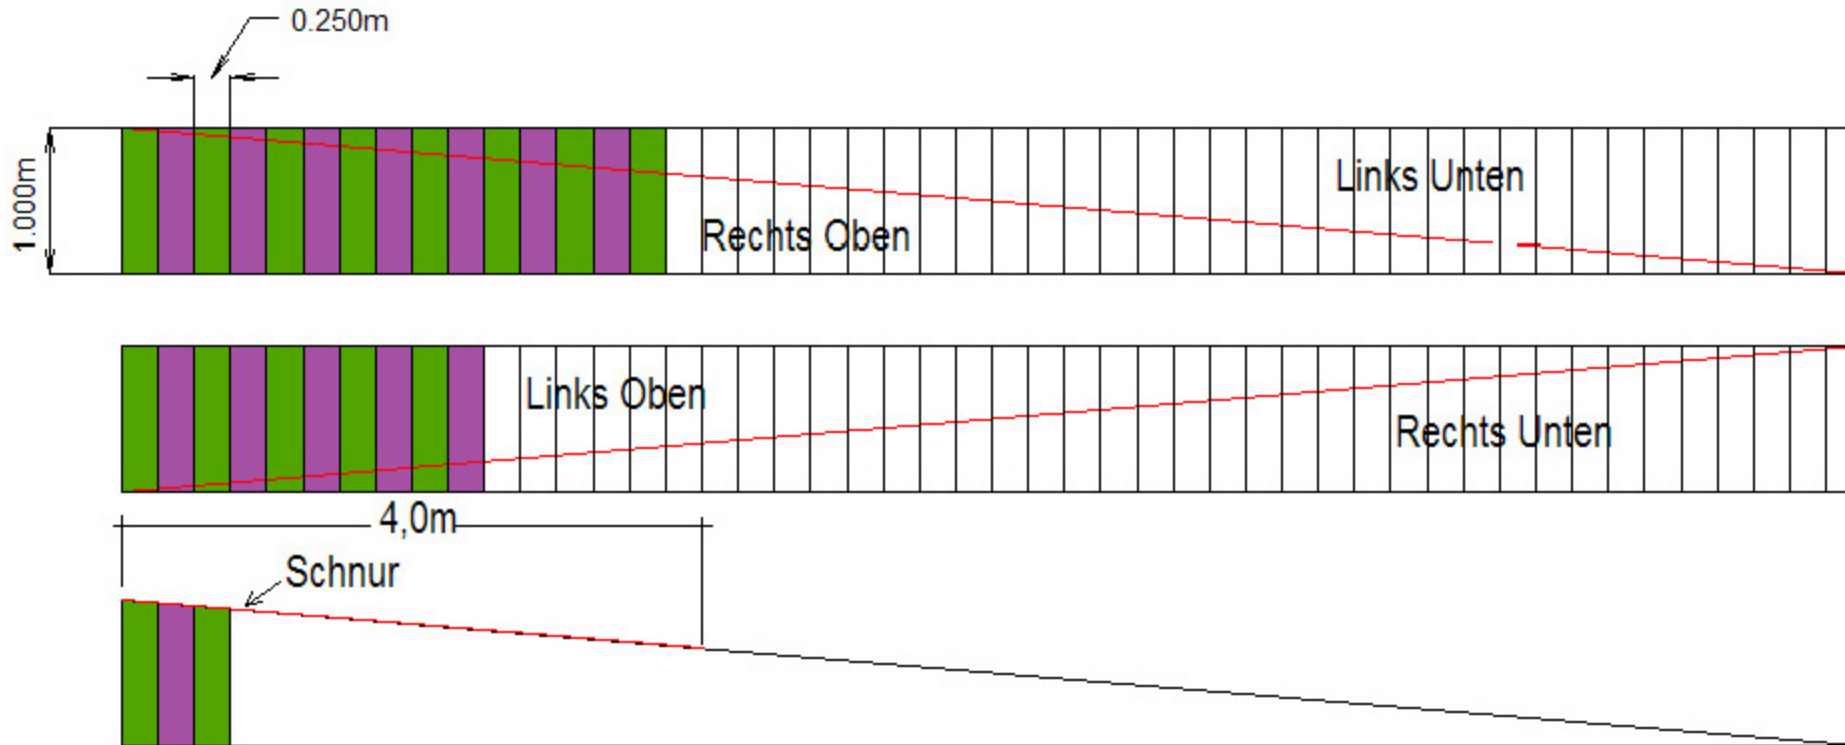 0.250m
1.000m
Links Unten
Rechts Oben
Links Oben
Rechts Unten
4,0m
Schnur